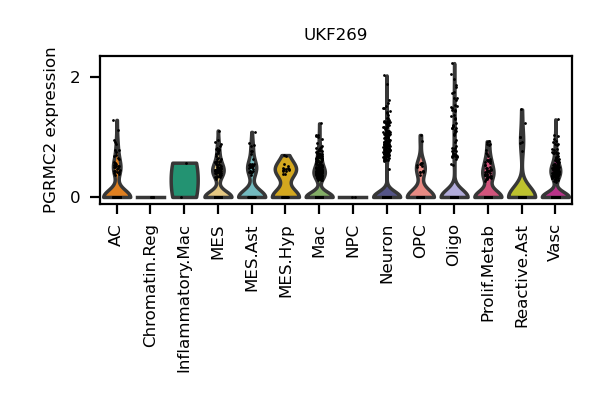 UKF269
PGRMC2 expression
2
0
AC
Chromatin.Reg
Inflammatory.Mac
MES
MES.Ast
MES.Hyp
Mac
NPC
Neuron
OPC
Oligo
Prolif.Metab
Reactive.Ast
Vasc